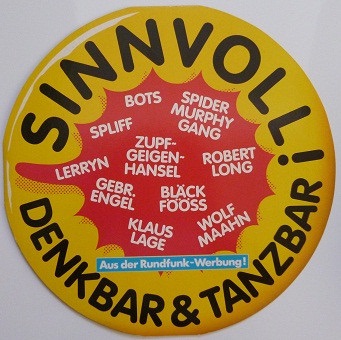 SINNVOLL!
BOTS
SPIDER
MURPHY
GANG
SPLIFF
ZUPF-
GEIGEN-
HANSEL
LERRYN
ROBERT
LONG
GEBR.
ENGEL
BLÄCK
FÖÖSS
KLAUS
LAGE
WOLF
MAAHN
Aus der Rundfunk-Werbung!
DENKBAR & TANZBAR